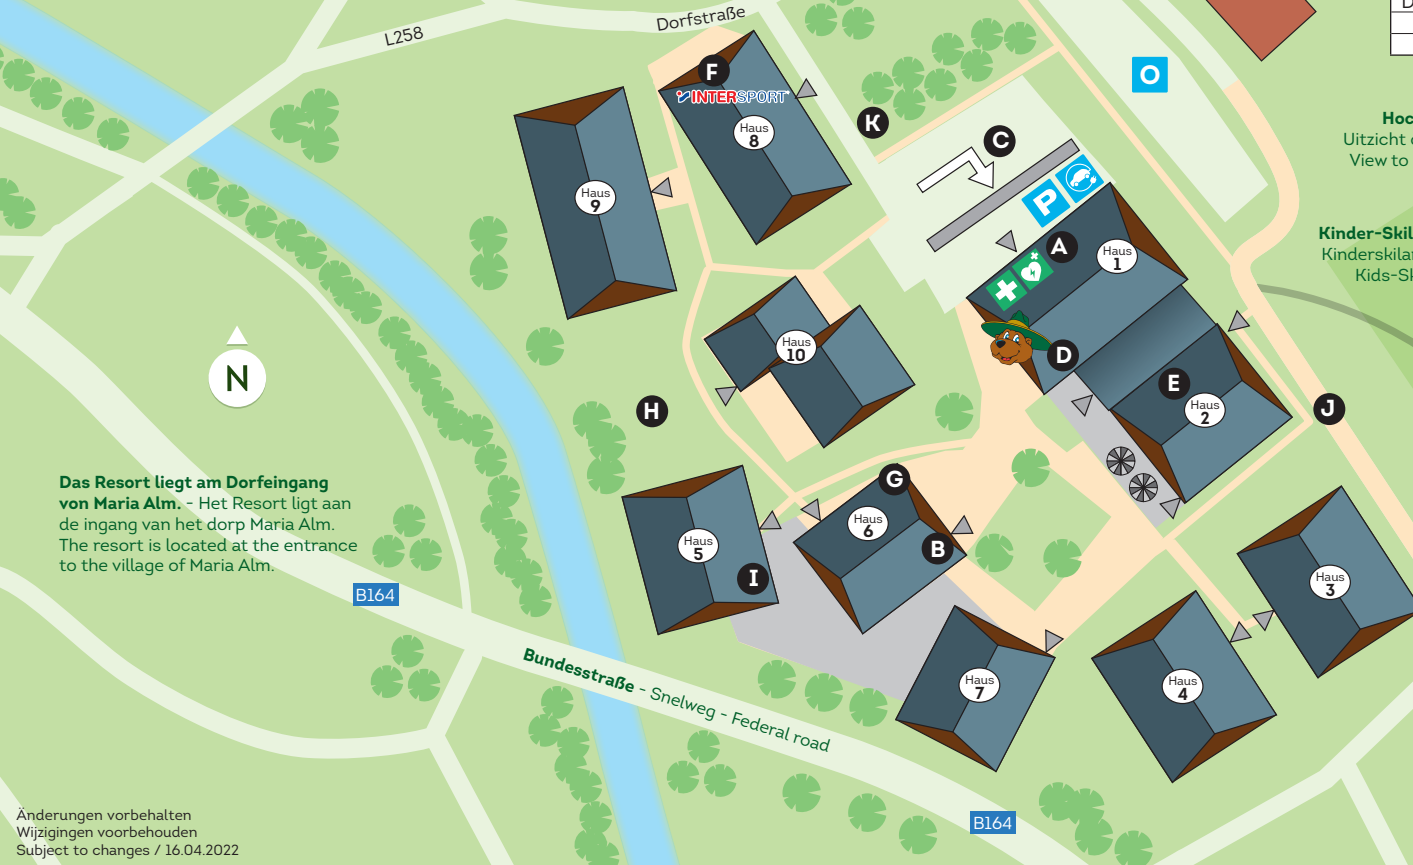 L258
Dorfstraße
D
F
INTERSPORT
Haus
8
K
C
O
Hoc
Uitzicht
View to
Haus
9
P
A
Haus
1
Kinder-Skil
Kinderskilar
Kids-Sk
Haus
10
D
E
Haus
2
J
N
H
Das Resort liegt am Dorfeingang
von Maria Alm. - Het Resort ligt aan
de ingang van het dorp Maria Alm.
The resort is located at the entrance
to the village of Maria Alm.
B164
G
Haus
6
B
Haus
5
I
Haus
3
Haus
7
Haus
4
Bundesstraße - Snelweg - Federal road
B164
Änderungen vorbehalten
Wijzigingen voorbehouden
Subject to changes / 16.04.2022